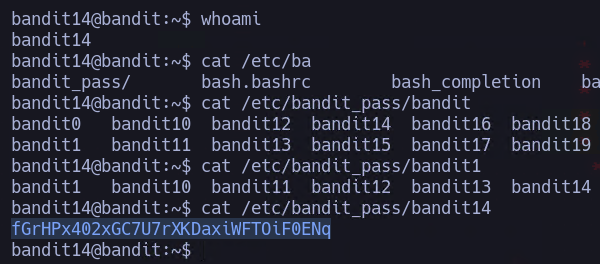 bandit14@bandit:~$ whoami
bandit14
bandit14@bandit:~$ cat /etc/ba
bandit_pass/ bash.bashrc bash_completion ba
bandit14@bandit:~$ cat /etc/bandit_pass/bandit
bandit0 bandit10 bandit12 bandit14 bandit16 bandit18
bandit1 bandit11 bandit13 bandit15 bandit17 bandit19
bandit14@bandit:~$ cat /etc/bandit_pass/bandit1
bandit1 bandit10 bandit11 bandit12 bandit13 bandit14
bandit14@bandit:~$ cat /etc/bandit_pass/bandit14
fGrHPx402xGC7U7rXKDaxiWFTOiF0ENq
bandit14@bandit:~$